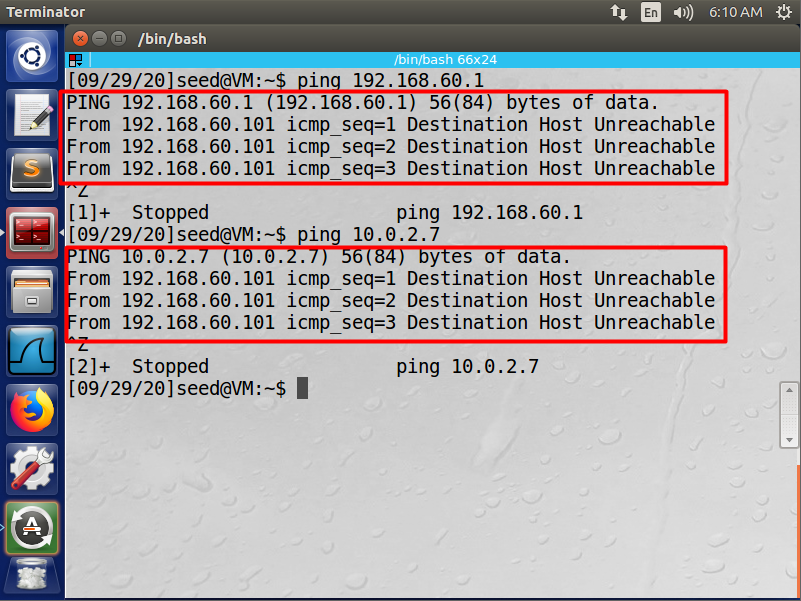 Terminator
En
6:10 AM
/bin/bash
/bin/bash 66x24
[09/29/20]seed@VM:~$ ping 192.168.60.1
PING 192.168.60.1 (192.168.60.1) 56(84) bytes of data.
From 192.168.60.101 icmp_seq=1 Destination Host Unreachable
From 192.168.60.101 icmp_seq=2 Destination Host Unreachable
From 192.168.60.101 icmp_seq=3 Destination Host Unreachable
^Z
[1]+  Stopped                 ping 192.168.60.1
[09/29/20]seed@VM:~$ ping 10.0.2.7
PING 10.0.2.7 (10.0.2.7) 56(84) bytes of data.
From 192.168.60.101 icmp_seq=1 Destination Host Unreachable
From 192.168.60.101 icmp_seq=2 Destination Host Unreachable
From 192.168.60.101 icmp_seq=3 Destination Host Unreachable
^Z
[2]+  Stopped                 ping 10.0.2.7
[09/29/20]seed@VM:~$